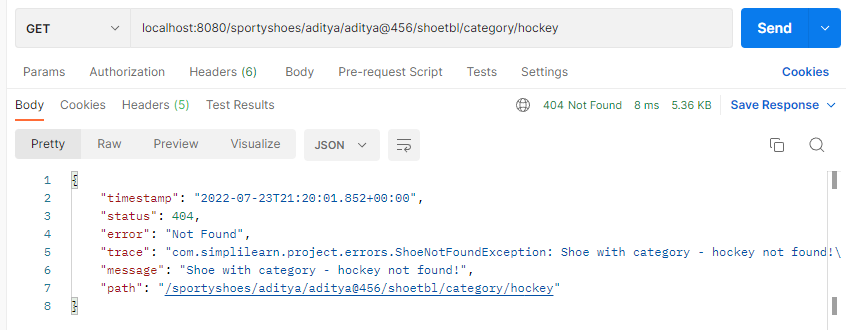 GET localhost:8080/sportyshoes/aditya/aditya@456/shoetbl/category/hockey Send
Params Authorization Headers (6) Body Pre-request Script Tests Settings Cookies
Body Cookies Headers (5) Test Results 404 Not Found 8 ms 5.36 KB Save Response
Pretty Raw Preview Visualize JSON
1 {
2 "timestamp": "2022-07-23T21:20:01.852+00:00",
3 "status": 404,
4 "error": "Not Found",
5 "trace": "com.simplilearn.project.errors.ShoeNotFoundException: Shoe with category - hockey not found!\
6 "message": "Shoe with category - hockey not found!",
7 "path": "/sportyshoes/aditya/aditya@456/shoetbl/category/hockey"
8 }